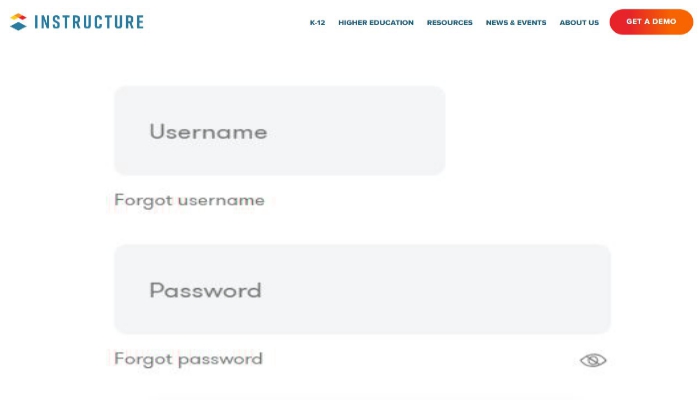 INSTRUCTURE K-12 HIGHER EDUCATION RESOURCES NEWS & EVENTS ABOUT US GET A DEMO
Username
Forgot username
Password
Forgot password